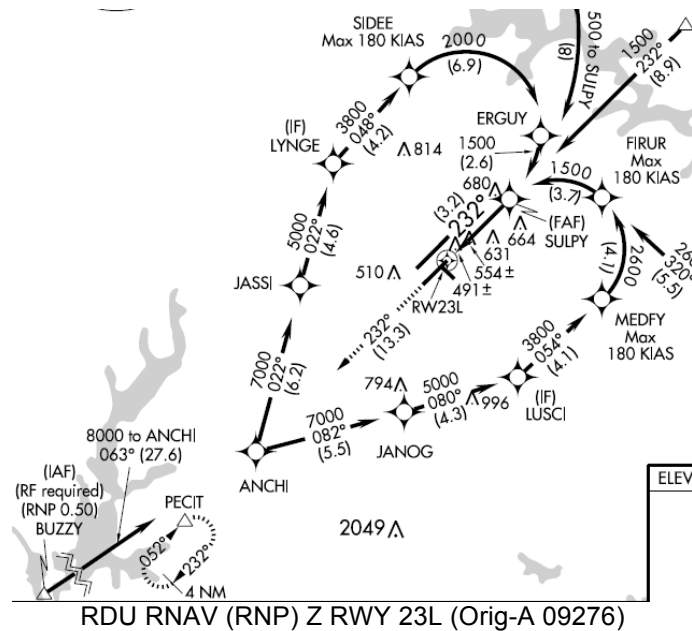 SIDEE
Max 180 KIAS
2000
(6.9)
500 to SULPY
(8)
1500
232°
(8.9)
(IF)
LYNGE
3800
048°
(4.2)
814
ERGUY
1500
(2.6)
FIRUR
Max
180 KIAS
1500
(3.7)
680
(FAF)
SULPY
(3.2)
232°
664
631
554±
491±
RW23L
510
5000
022°
(4.6)
JASSI
232°
(13.3)
2600
(4.1)
320°
(5.5)
MEDFY
Max
180 KIAS
3800
054°
(4.1)
(IF)
LUSCI
7000
022°
(6.2)
794
5000
080°
(4.3)
996
7000
082°
(5.5)
JANOG
ANCHI
8000 to ANCHI
063° (27.6)
(IAF)
(RF required)
(RNP 0.50)
BUZZY
PECIT
052°
232°
4 NM
2049
ELEV
RDU RNAV (RNP) Z RWY 23L (Orig-A 09276)